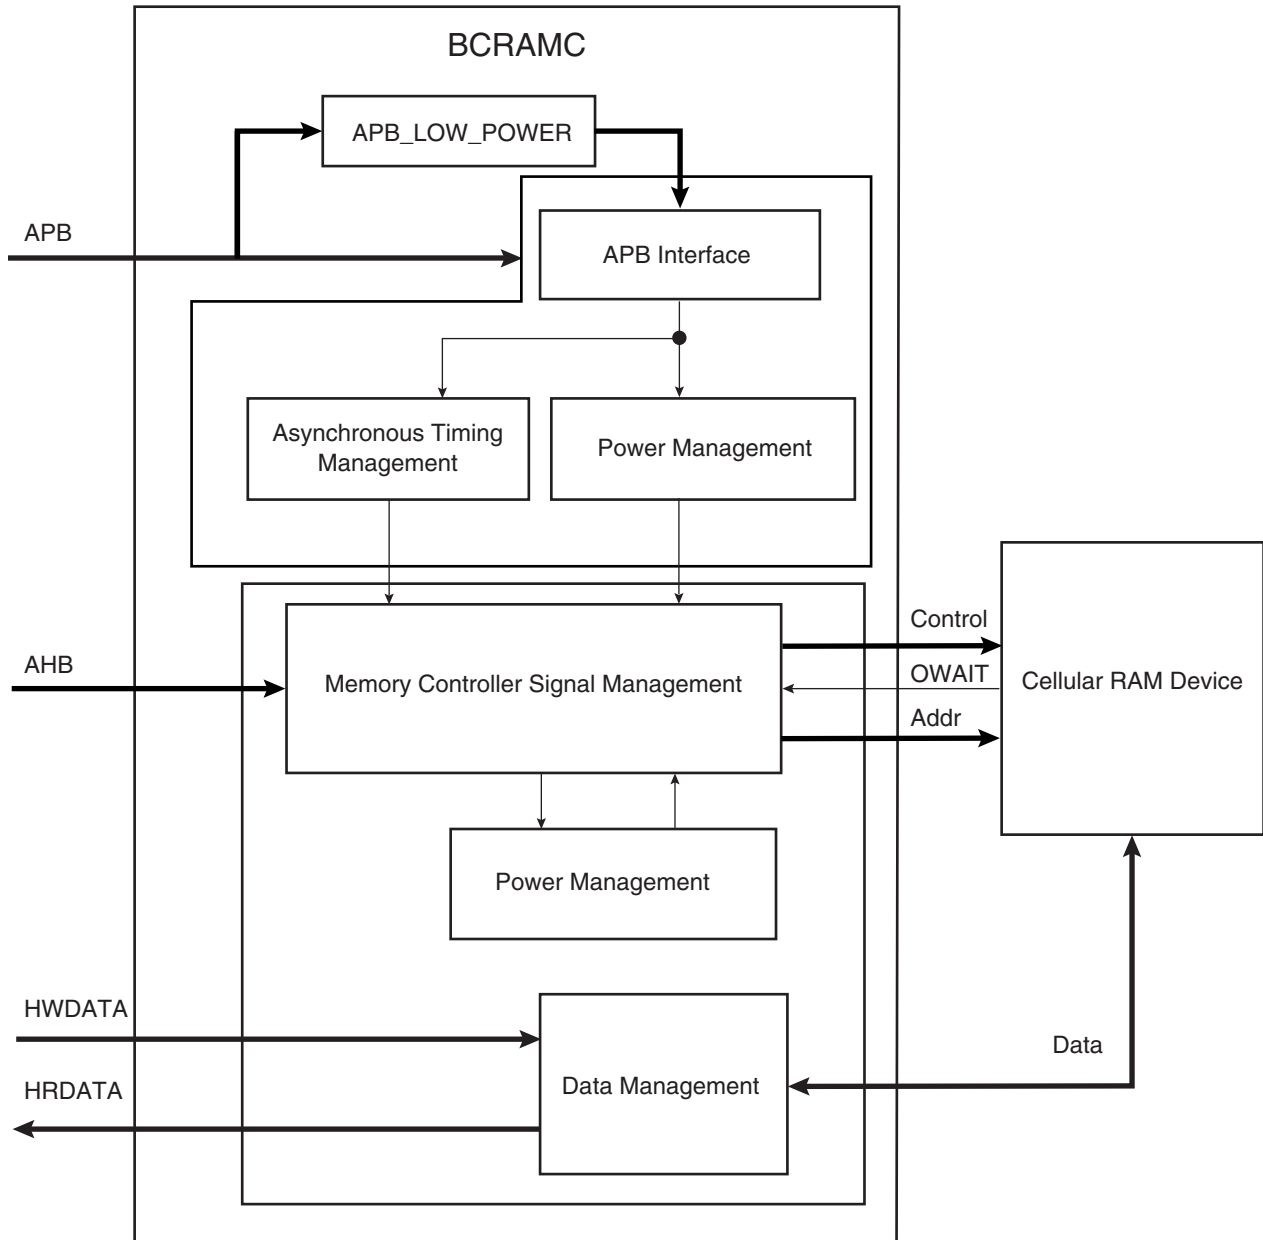 BCRAMC
APB_LOW_POWER
APB
APB Interface
Asynchronous Timing
Management
Power Management
Control
AHB
OWAIT
Memory Controller Signal Management
Cellular RAM Device
Addr
Power Management
HWDATA
Data
HRDATA
Data Management